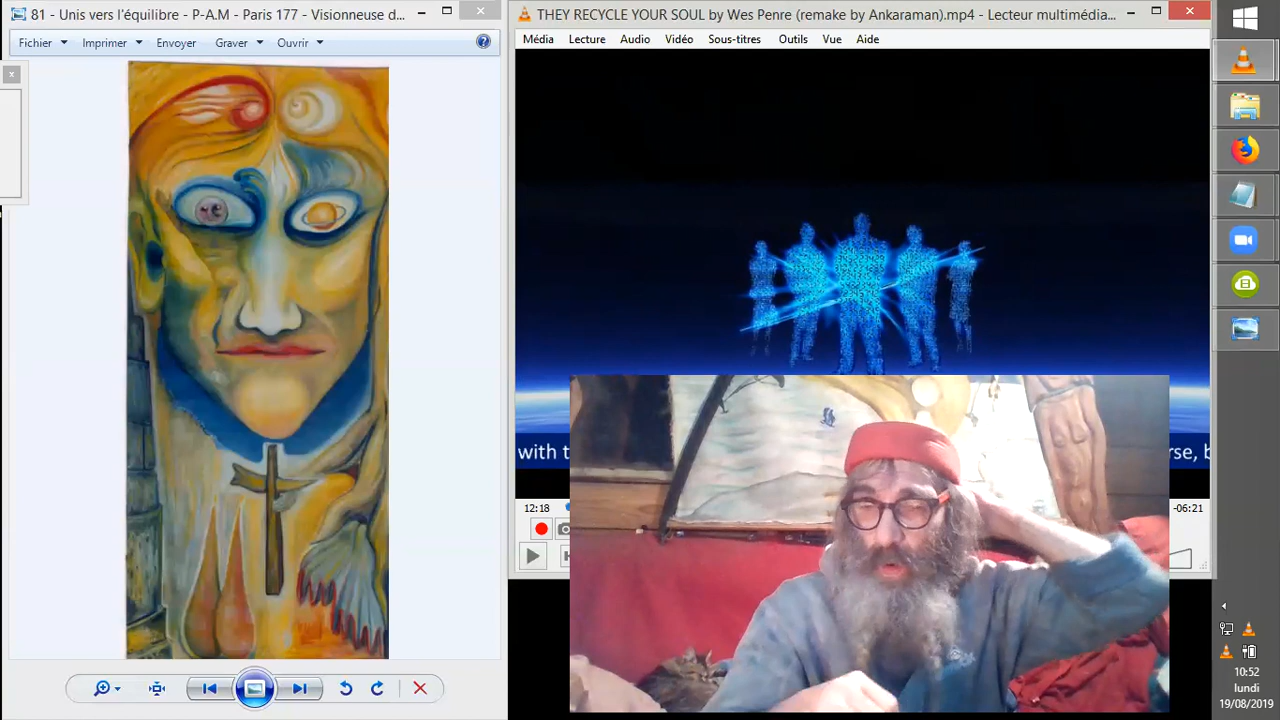 81 - Unis vers l'équilibre - P-A.M - Paris 177 - Visionneuse d...
Fichier Imprimer Envoyer Graver Ouvrir
THEY RECYCLE YOUR SOUL by Wes Penre (remake by Ankaraman).mp4 - Lecteur multimédia...
Média Lecture Audio Vidéo Sous-titres Outils Vue Aide
with t
rse, b
12:18
-06:21
10:52
lundi
19/08/2019